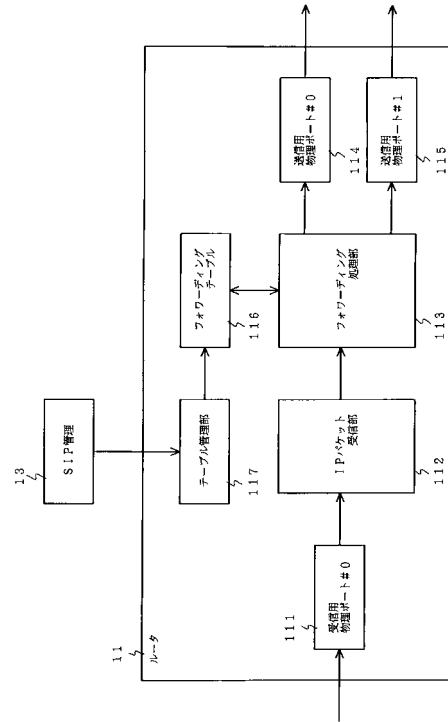 13
SIP管理
11
ルータ
テーブル管理部
117
フォワーディング
テーブル
116
111
受信用
物理ポート#0
IPパケット
受信部
112
フォワーディング
処理部
113
送信用
物理ポート#0
114
送信用
物理ポート#1
115